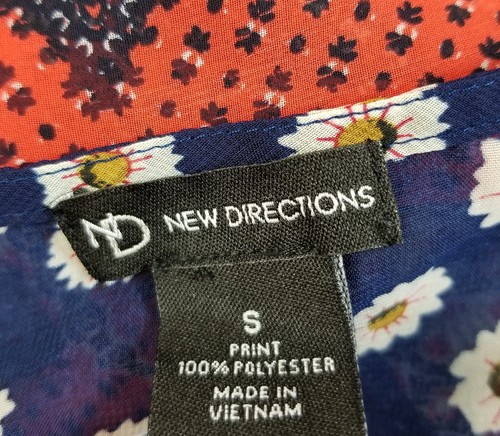 ND NEW DIRECTIONS
S
PRINT
100% POLYESTER
MADE IN
VIETNAM